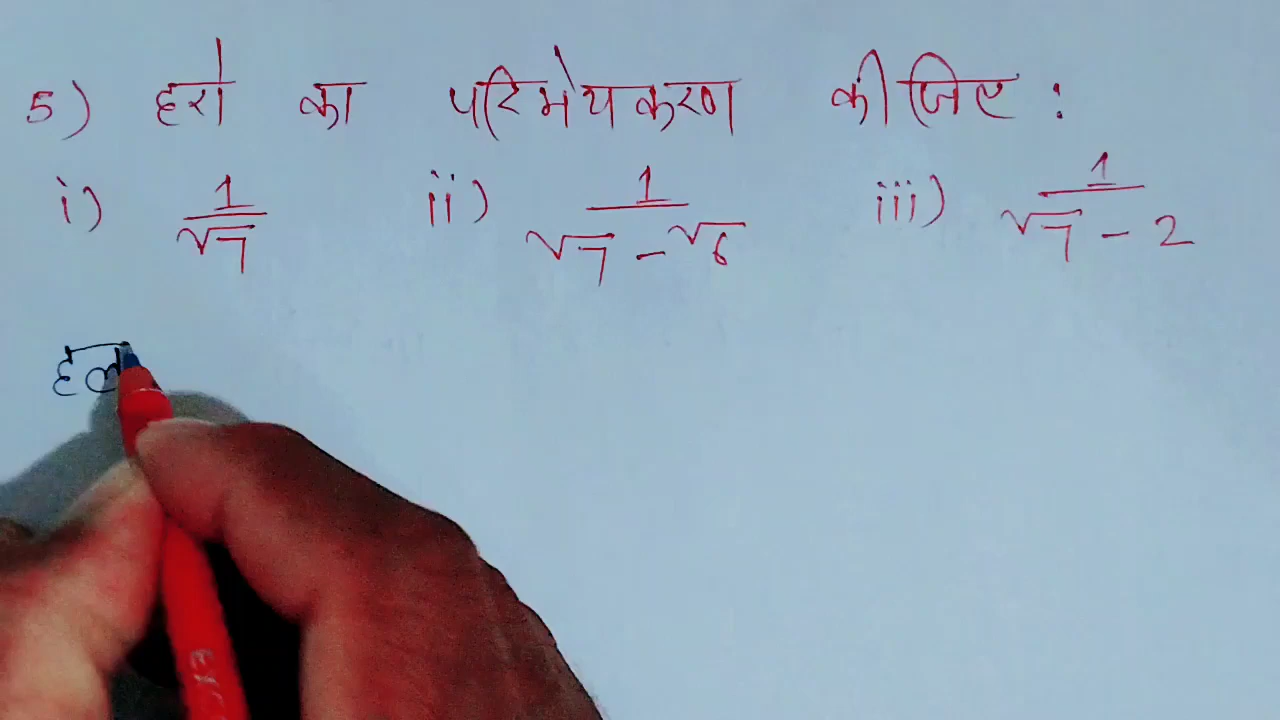 5) हरों का परिमेयकरण कीजिए :
i) 1/√7 ii) 1/(√7 - √6) iii) 1/(√7 - 2)